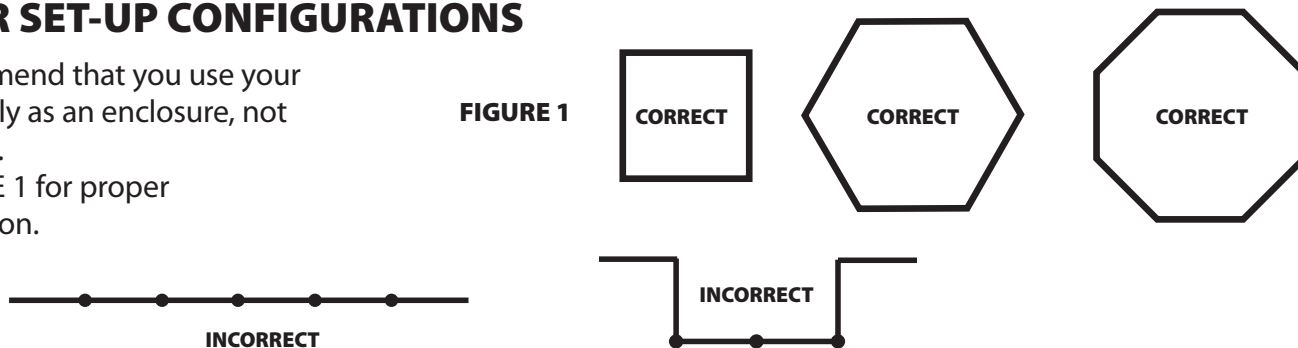 R SET-UP CONFIGURATIONS
mend that you use your
ly as an enclosure, not
.
E 1 for proper
on.
FIGURE 1
CORRECT
CORRECT
CORRECT
INCORRECT
INCORRECT